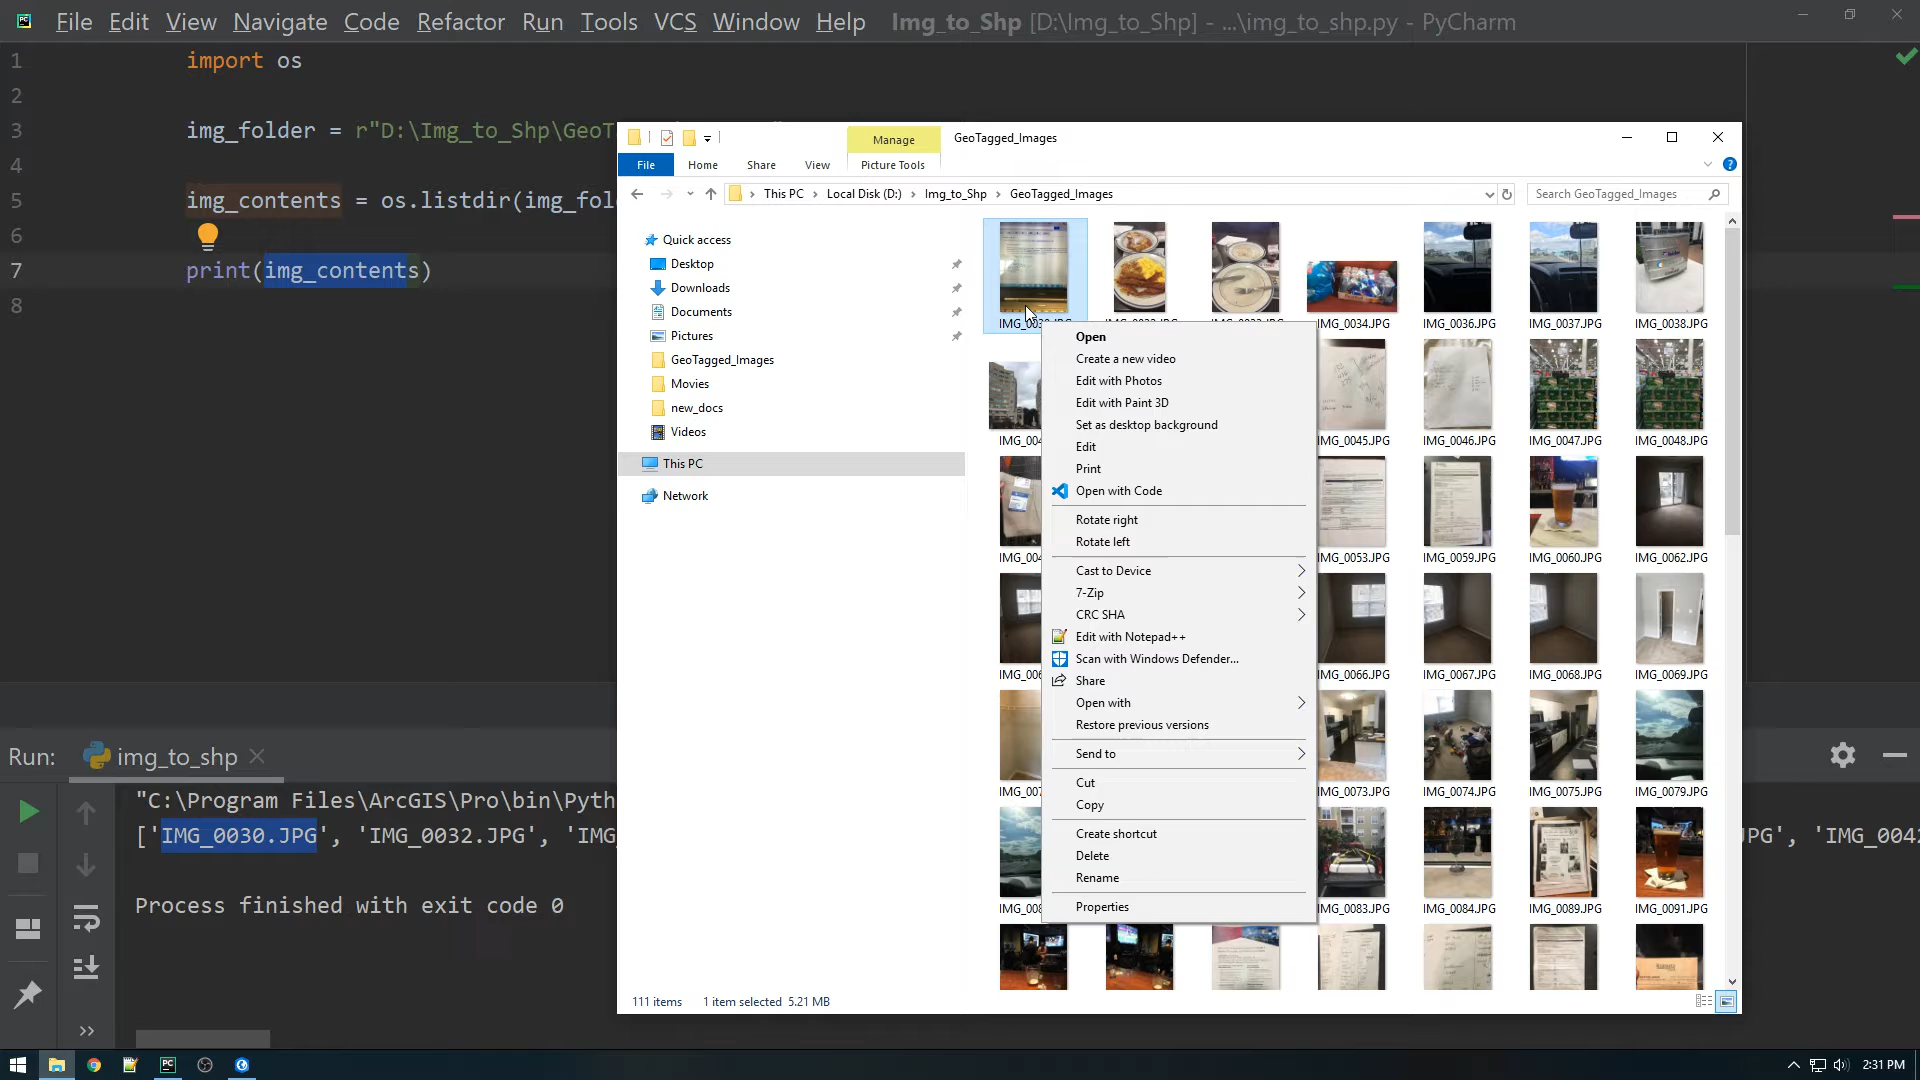 File Edit View Navigate Code Refactor Run Tools VCS Window Help Img_to_Shp [D:\Img_to_Shp] - ...\img_to_shp.py - PyCharm
1 import os
2
3 img_folder = r"D:\Img_to_Shp\GeoT
4
5 img_contents = os.listdir(img_fol
6
7 print(img_contents)
8
Manage GeoTagged_Images
File Home Share View Picture Tools
This PC Local Disk (D:) Img_to_Shp GeoTagged_Images Search GeoTagged_Images
Quick access
Desktop
Downloads
Documents
Pictures
GeoTagged_Images
Movies
new_docs
Videos
This PC
Network
IMG_0034.JPG IMG_0036.JPG IMG_0037.JPG IMG_0038.JPG
IMG_0045.JPG IMG_0046.JPG IMG_0047.JPG IMG_0048.JPG
IMG_0053.JPG IMG_0059.JPG IMG_0060.JPG IMG_0062.JPG
IMG_0066.JPG IMG_0067.JPG IMG_0068.JPG IMG_0069.JPG
IMG_0073.JPG IMG_0074.JPG IMG_0075.JPG IMG_0079.JPG
IMG_0083.JPG IMG_0084.JPG IMG_0089.JPG IMG_0091.JPG
Open
Create a new video
Edit with Photos
Edit with Paint 3D
Set as desktop background
Edit
Print
Open with Code
Rotate right
Rotate left
Cast to Device
7-Zip
CRC SHA
Edit with Notepad++
Scan with Windows Defender...
Share
Open with
Restore previous versions
Send to
Cut
Copy
Create shortcut
Delete
Rename
Properties
111 items 1 item selected 5.21 MB
Run: img_to_shp
"C:\Program Files\ArcGIS\Pro\bin\Pyth
['IMG_0030.JPG', 'IMG_0032.JPG', 'IMG_ JPG', 'IMG_0042
Process finished with exit code 0
2:31 PM